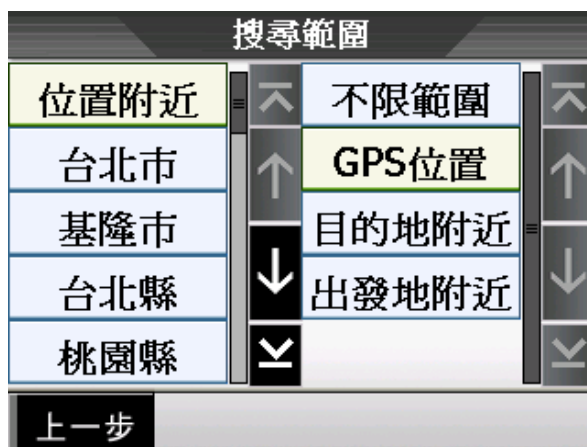 搜尋範圍
位置附近
台北市
基隆市
台北縣
桃園縣
不限範圍
GPS位置
目的地附近
出發地附近
上一步